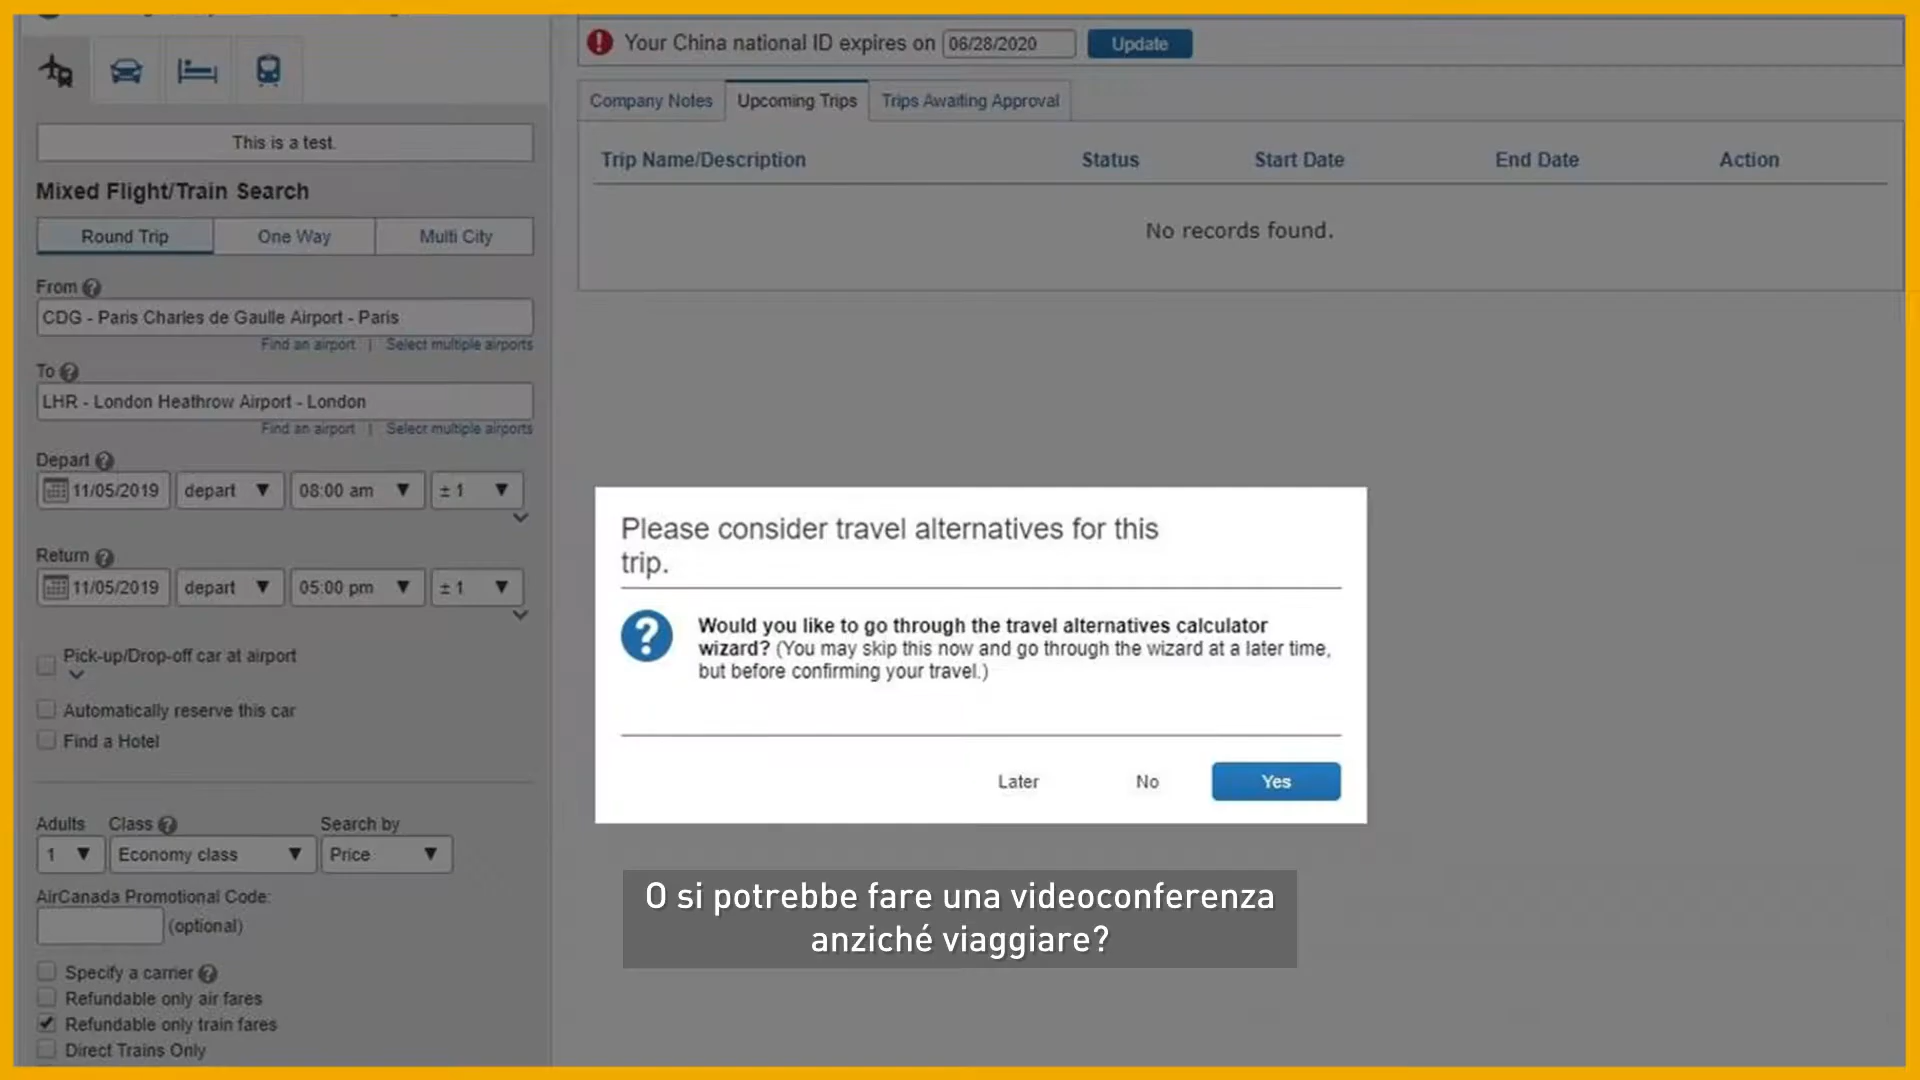 This is a test.
Mixed Flight/Train Search
Round Trip
One Way
Multi City
From
CDG - Paris Charles de Gaulle Airport - Paris
Find an airport | Select multiple airports
To
LHR - London Heathrow Airport - London
Find an airport | Select multiple airports
Depart
11/05/2019 depart 08:00 am ± 1
Return
11/05/2019 depart 05:00 pm ± 1
Pick-up/Drop-off car at airport
Automatically reserve this car
Find a Hotel
Adults Class Search by
1 Economy class Price
AirCanada Promotional Code:
(optional)
Specify a carrier
Refundable only air fares
Refundable only train fares
Direct Trains Only
Your China national ID expires on 06/28/2020 Update
Company Notes Upcoming Trips Trips Awaiting Approval
Trip Name/Description Status Start Date End Date Action
No records found.
Please consider travel alternatives for this
trip.
Would you like to go through the travel alternatives calculator
wizard? (You may skip this now and go through the wizard at a later time,
but before confirming your travel.)
Later No Yes
O si potrebbe fare una videoconferenza
anziché viaggiare?